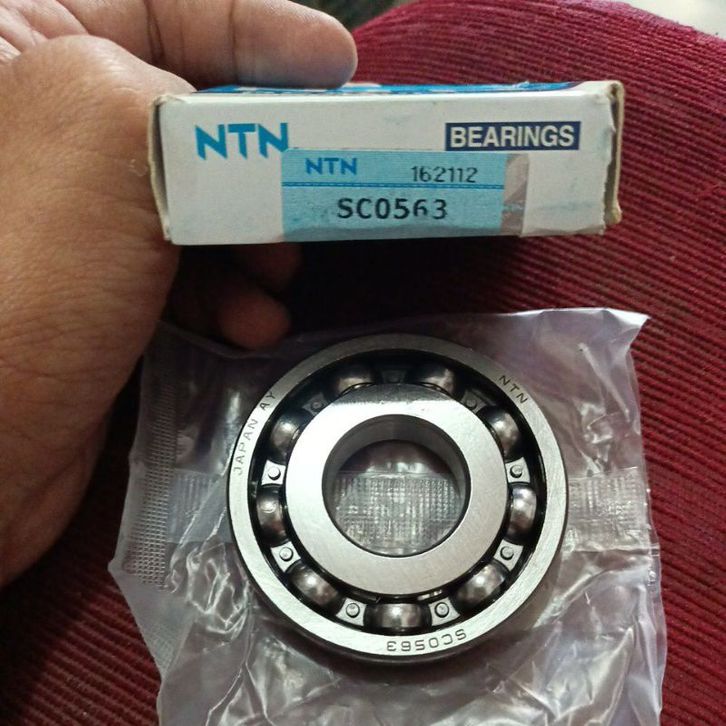 NTN BEARINGS
NTN 162112
SC0563
NTN
JAPAN AY
SC0563